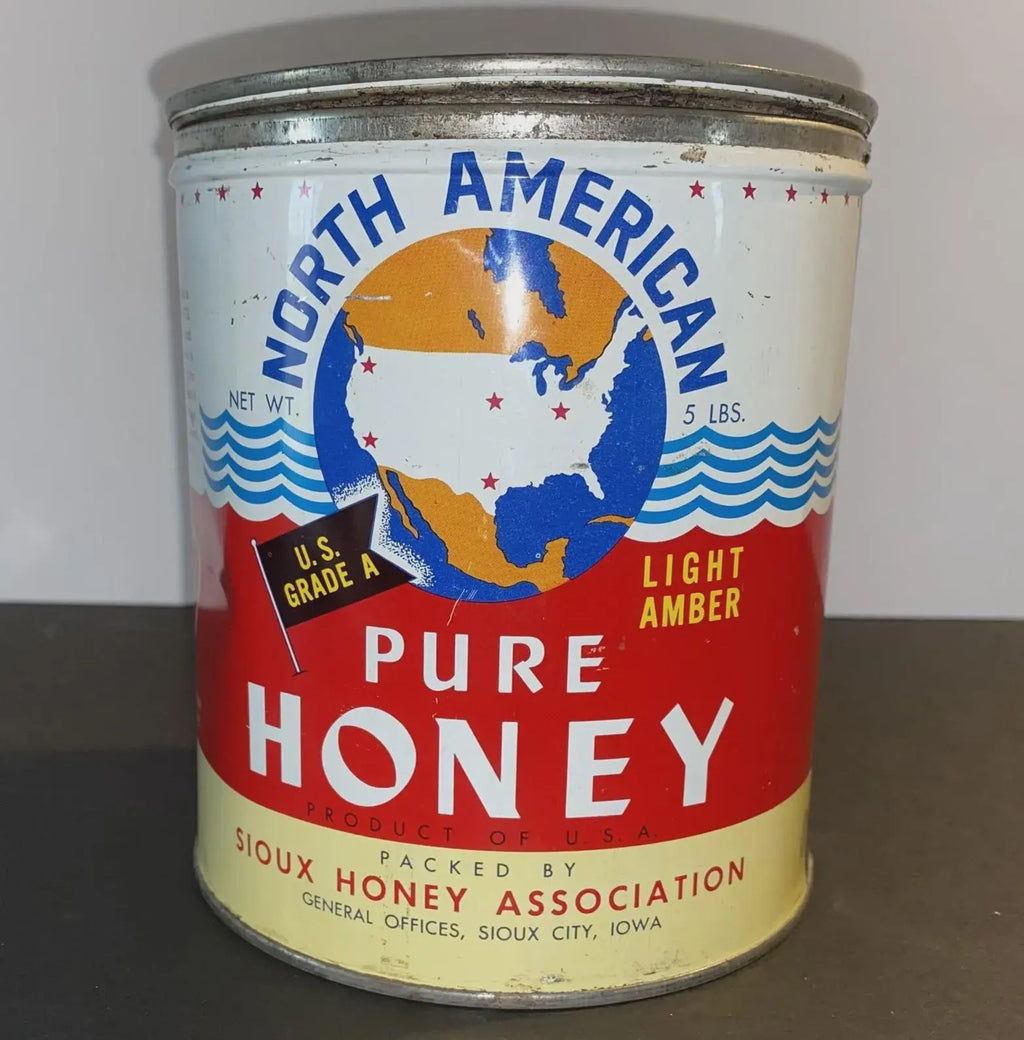 NORTH AMERICAN
NET WT.
5 LBS.
U.S.
GRADE A
LIGHT
AMBER
PURE
HONEY
PRODUCT OF U.S.A.
PACKED BY
SIOUX HONEY ASSOCIATION
GENERAL OFFICES, SIOUX CITY, IOWA